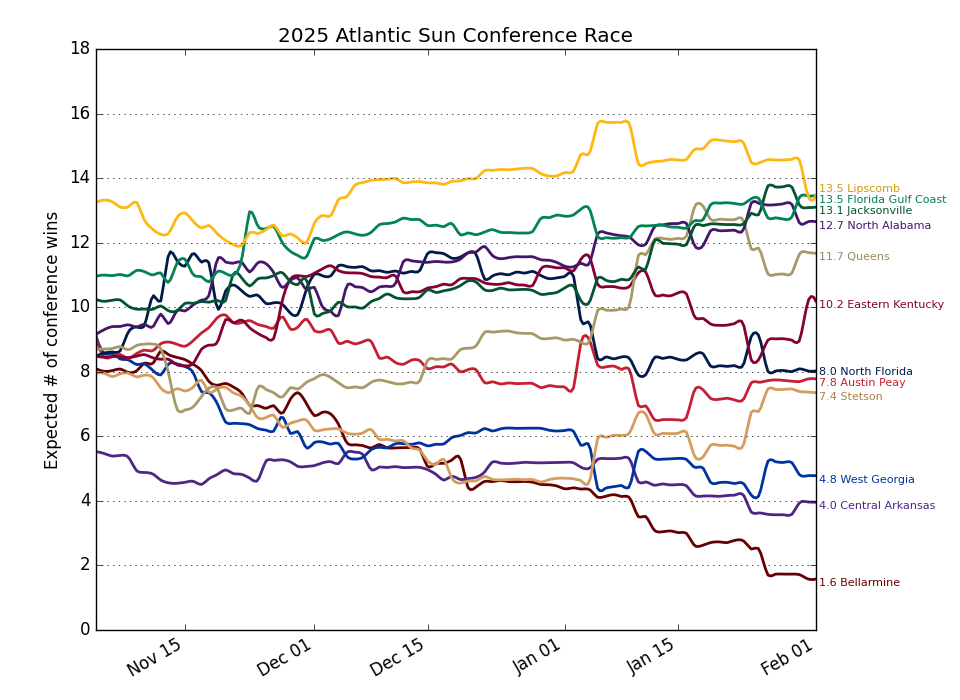 2025 Atlantic Sun Conference Race
Expected # of conference wins
18
16
14
12
10
8
6
4
2
0
Nov 15
Dec 01
Dec 15
Jan 01
Jan 15
Feb 01
13.5 Lipscomb
13.5 Florida Gulf Coast
13.1 Jacksonville
12.7 North Alabama
11.7 Queens
10.2 Eastern Kentucky
8.0 North Florida
7.8 Austin Peay
7.4 Stetson
4.8 West Georgia
4.0 Central Arkansas
1.6 Bellarmine